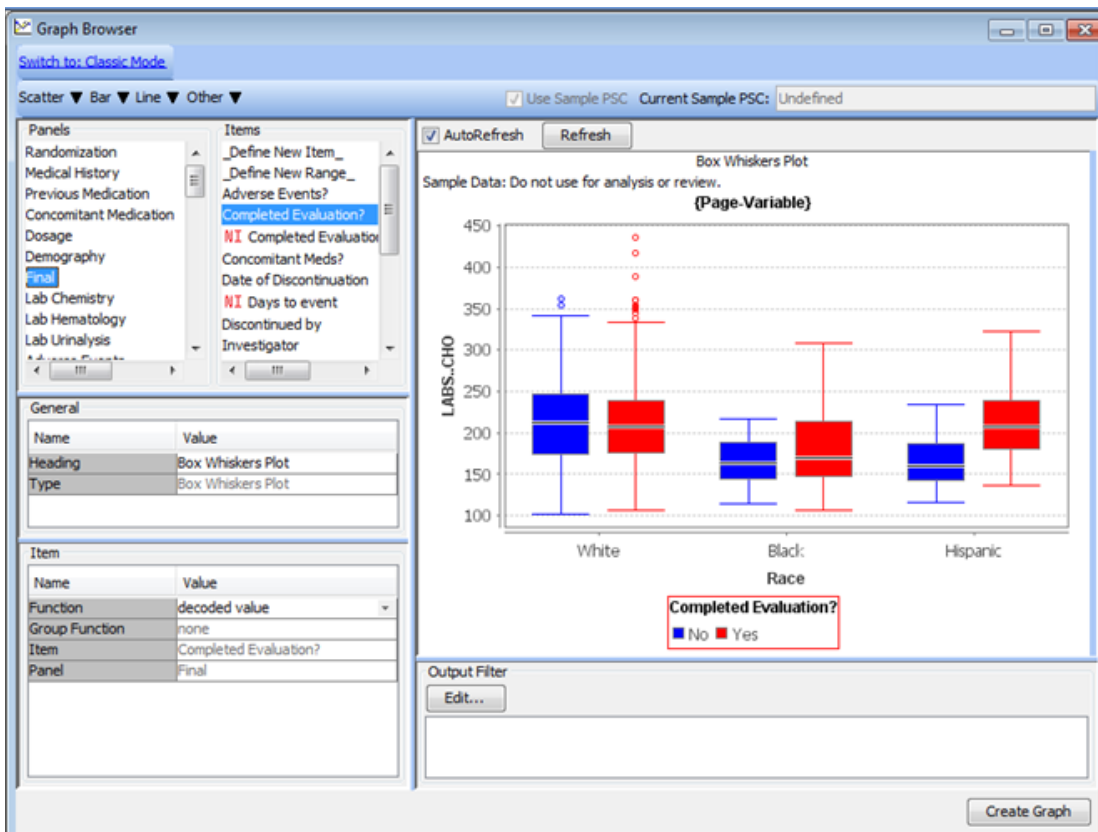 Graph Browser
Switch to: Classic Mode
Scatter ▼ Bar ▼ Line ▼ Other ▼
Use Sample PSC Current Sample PSC: Undefined
Panels
Randomization
Medical History
Previous Medication
Concomitant Medication
Dosage
Demography
Final
Lab Chemistry
Lab Hematology
Lab Urinalysis
Adverse Events
Items
_Define New Item_
_Define New Range_
Adverse Events?
Completed Evaluation?
NI Completed Evaluation
Concomitant Meds?
Date of Discontinuation
NI Days to event
Discontinued by
Investigator
General
Name Value
Heading Box Whiskers Plot
Type Box Whiskers Plot
Item
Name Value
Function decoded value
Group Function none
Item Completed Evaluation?
Panel Final
AutoRefresh Refresh
Box Whiskers Plot
Sample Data: Do not use for analysis or review.
{Page-Variable}
450
400
350
300
250
200
150
100
LABS..CHO
White Black Hispanic
Race
Completed Evaluation?
No Yes
Output Filter
Edit...
Create Graph